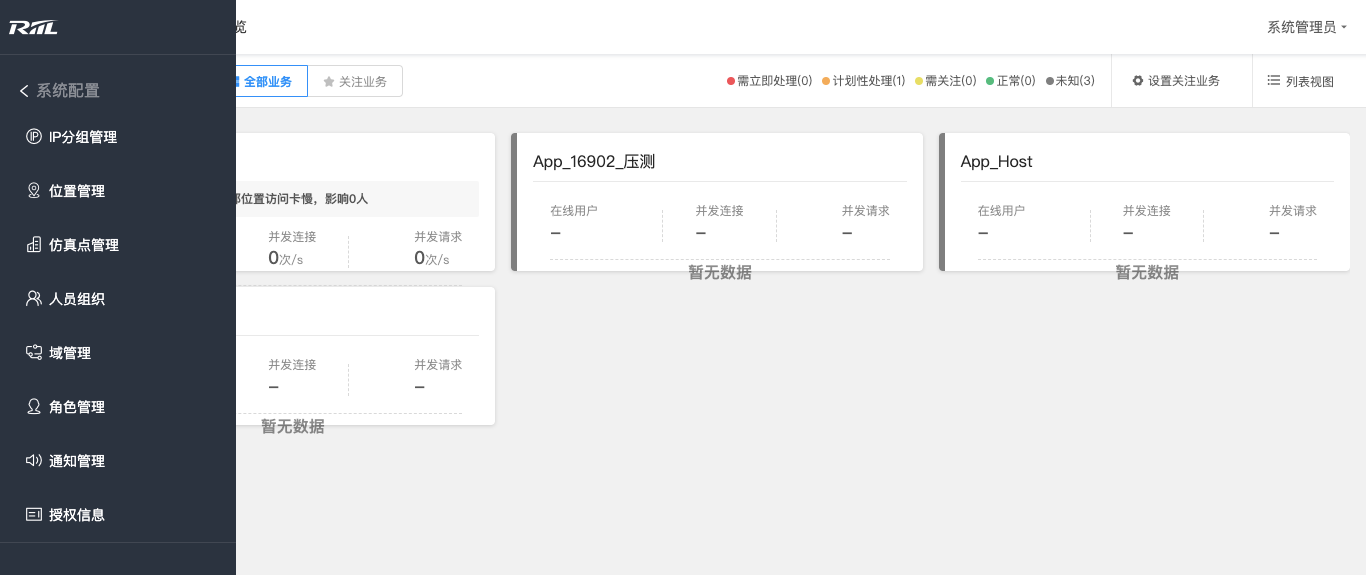 RIIL
览
系统管理员
系统配置
IP分组管理
位置管理
仿真点管理
人员组织
域管理
角色管理
通知管理
授权信息
全部业务
关注业务
需立即处理(0)
计划性处理(1)
需关注(0)
正常(0)
未知(3)
设置关注业务
列表视图
部位置访问卡慢，影响0人
并发连接
并发请求
0次/s
0次/s
App_16902_压测
在线用户
并发连接
并发请求
–
–
–
暂无数据
App_Host
在线用户
并发连接
并发请求
–
–
–
暂无数据
并发连接
并发请求
–
–
暂无数据